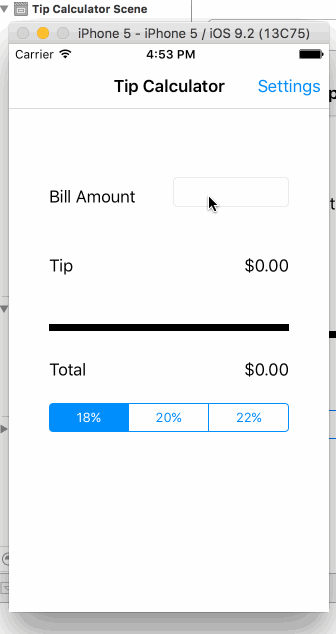 Tip Calculator Scene
iPhone 5 - iPhone 5 / iOS 9.2 (13C75)
Carrier 4:53 PM
Tip Calculator Settings
Bill Amount
Tip $0.00
Total $0.00
18% 20% 22%